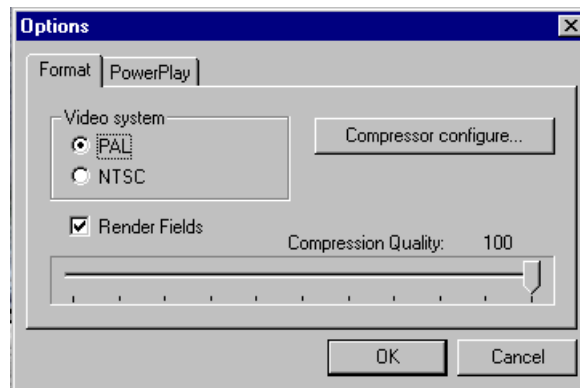 Options
Format PowerPlay
Video system
PAL
NTSC
Compressor configure...
Render Fields
Compression Quality: 100
OK Cancel